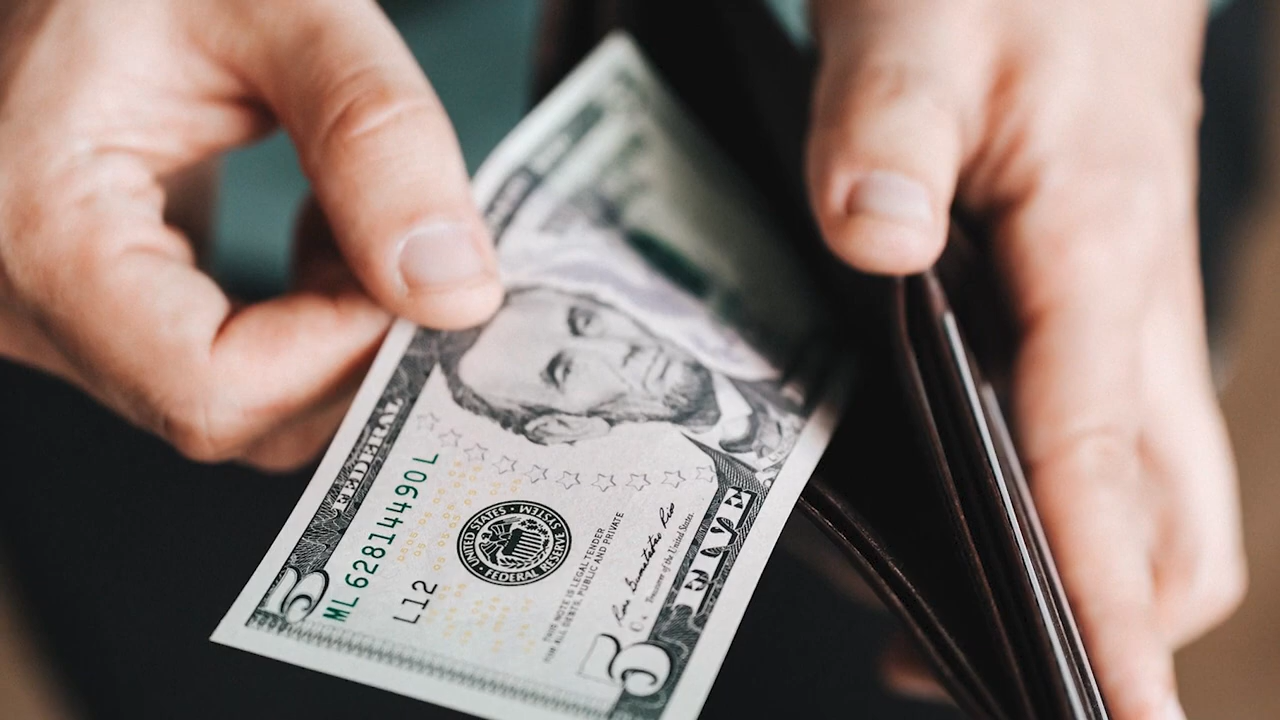 FEDERAL
ML 62814490 L
L12
UNITED STATES
FEDERAL RESERVE
SYSTEM
THIS NOTE IS LEGAL TENDER
FOR ALL DEBTS, PUBLIC AND PRIVATE
Treasurer of the United States.
FIVE
5
5